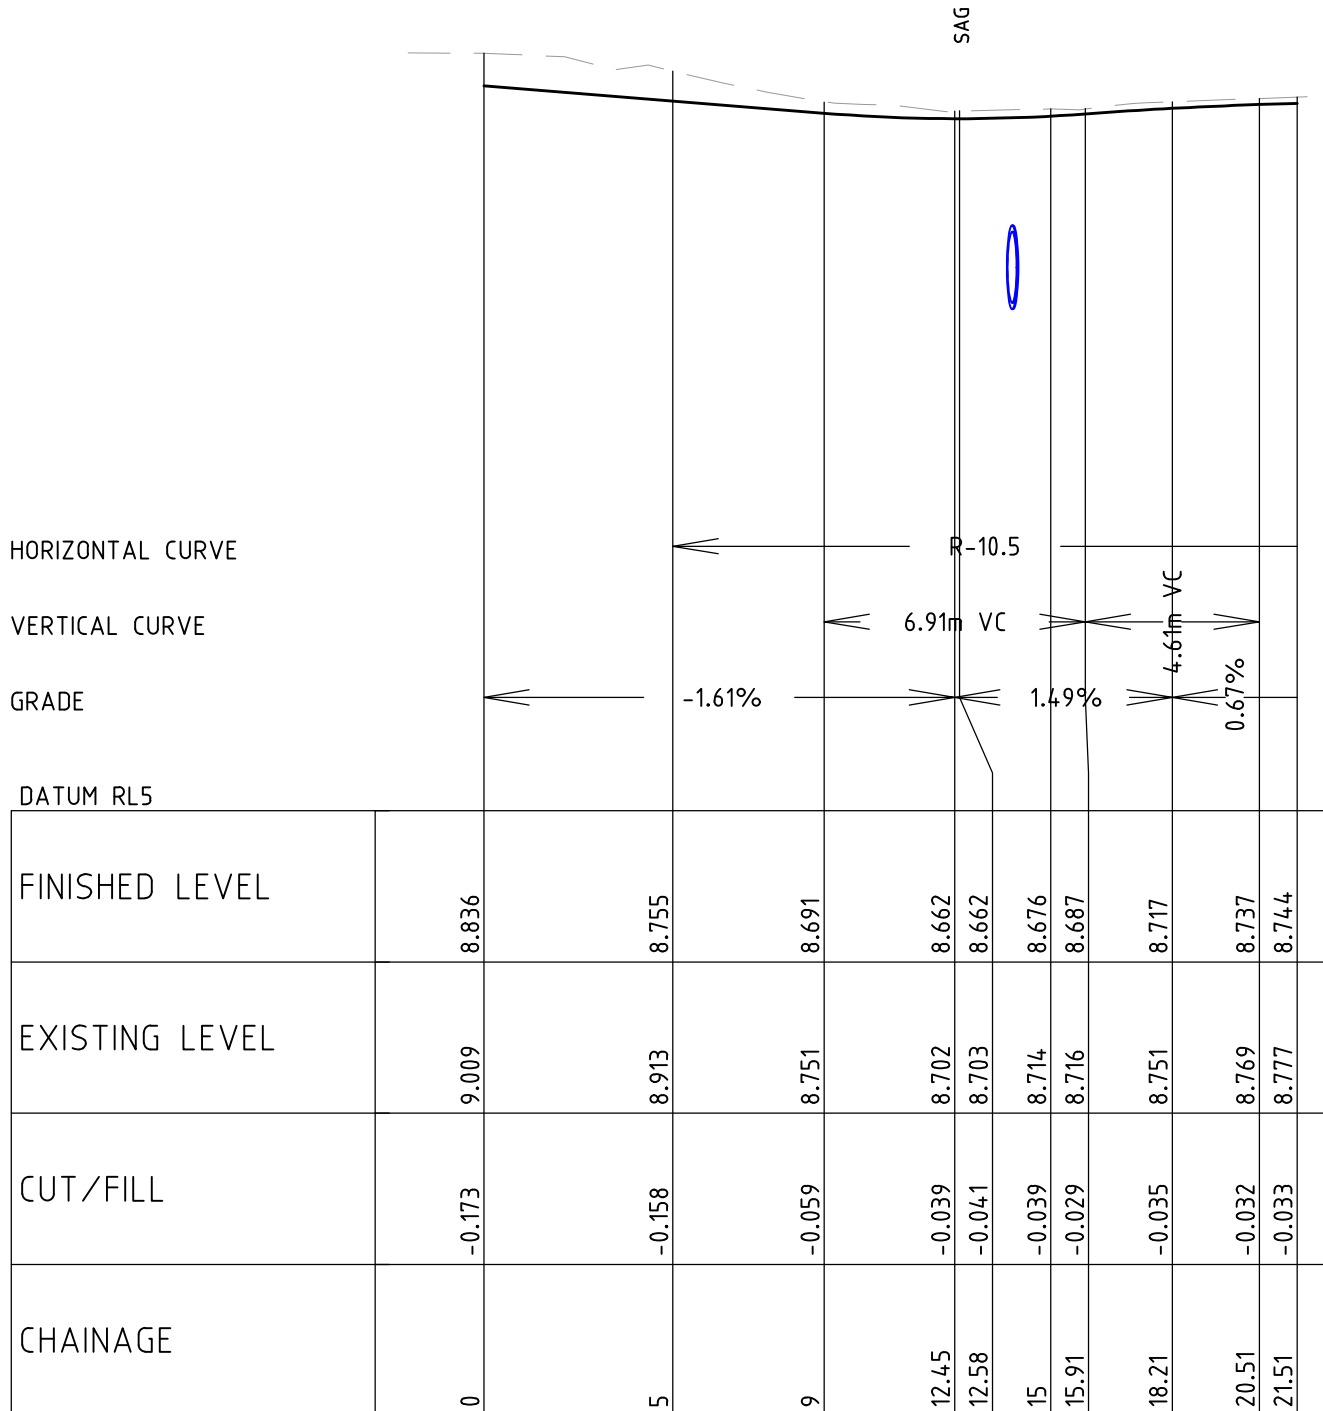 SAG
HORIZONTAL CURVE R-10.5
VERTICAL CURVE 6.91m VC 4.61m VC
GRADE -1.61% 1.49% 0.67%
DATUM RL5
FINISHED LEVEL 8.836 8.755 8.691 8.662 8.662 8.676 8.687 8.717 8.737 8.744
EXISTING LEVEL 9.009 8.913 8.751 8.702 8.703 8.714 8.716 8.751 8.769 8.777
CUT/FILL -0.173 -0.158 -0.059 -0.039 -0.041 -0.039 -0.029 -0.035 -0.032 -0.033
CHAINAGE 0 5 9 12.45 12.58 15 15.91 18.21 20.51 21.51